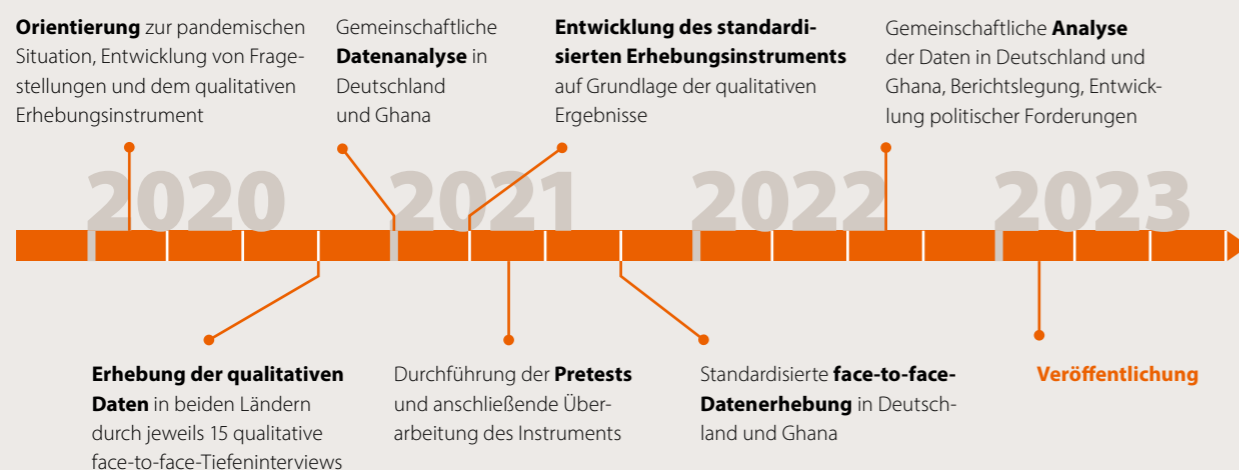 Orientierung zur pandemischen
Situation, Entwicklung von Frage-
stellungen und dem qualitativen
Erhebungsinstrument
Gemeinschaftliche
Datenanalyse in
Deutschland
und Ghana
Entwicklung des standardi-
sierten Erhebungsinstruments
auf Grundlage der qualitativen
Ergebnisse
Gemeinschaftliche Analyse
der Daten in Deutschland und
Ghana, Berichtslegung, Entwick-
lung politischer Forderungen
2020
2021
2022
2023
Erhebung der qualitativen
Daten in beiden Ländern
durch jeweils 15 qualitative
face-to-face-Tiefeninterviews
Durchführung der Pretests
und anschließende Über-
arbeitung des Instruments
Standardisierte face-to-face-
Datenerhebung in Deutsch-
land und Ghana
Veröffentlichung